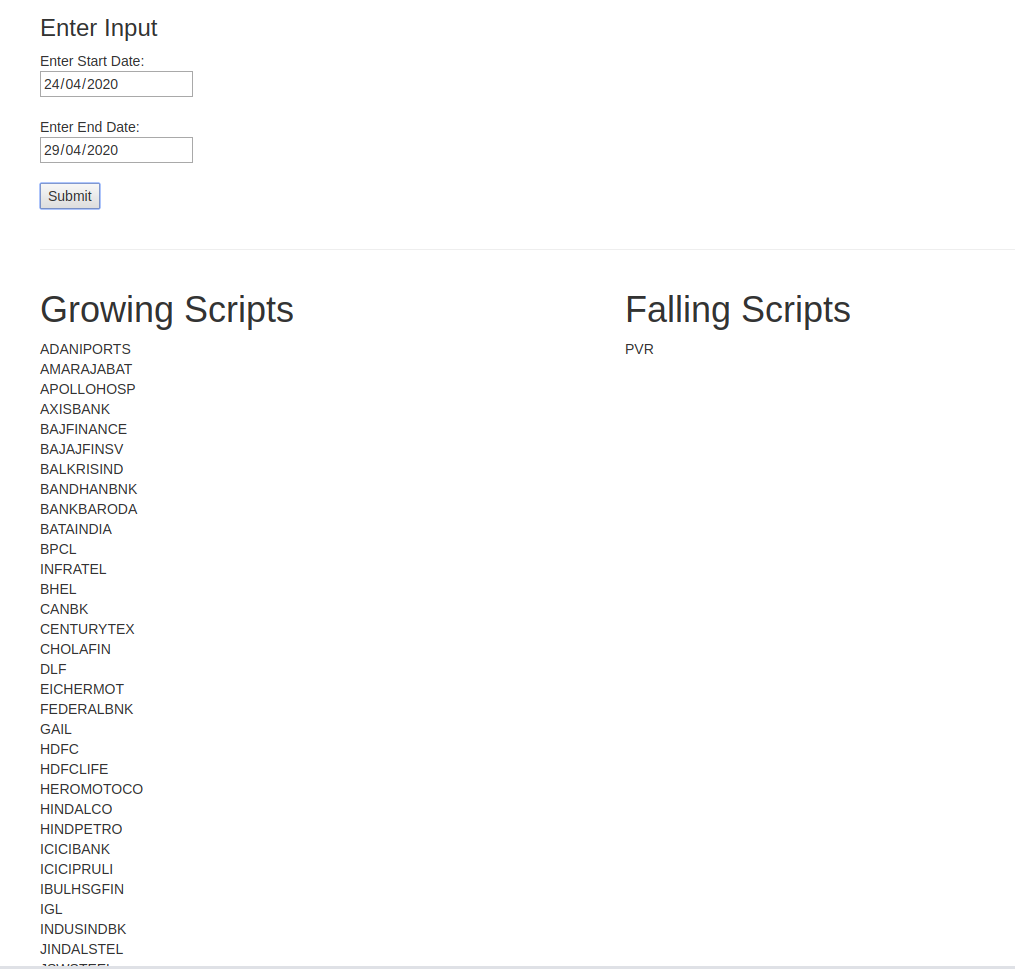 Enter Input
Enter Start Date:
24/04/2020
Enter End Date:
29/04/2020
Submit
Growing Scripts
ADANIPORTS
AMARAJABAT
APOLLOHOSP
AXISBANK
BAJFINANCE
BAJAJFINSV
BALKRISIND
BANDHANBNK
BANKBARODA
BATAINDIA
BPCL
INFRATEL
BHEL
CANBK
CENTURYTEX
CHOLAFIN
DLF
EICHERMOT
FEDERALBNK
GAIL
HDFC
HDFCLIFE
HEROMOTOCO
HINDALCO
HINDPETRO
ICICIBANK
ICICIPRULI
IBULHSGFIN
IGL
INDUSINDBK
JINDALSTEL
Falling Scripts
PVR